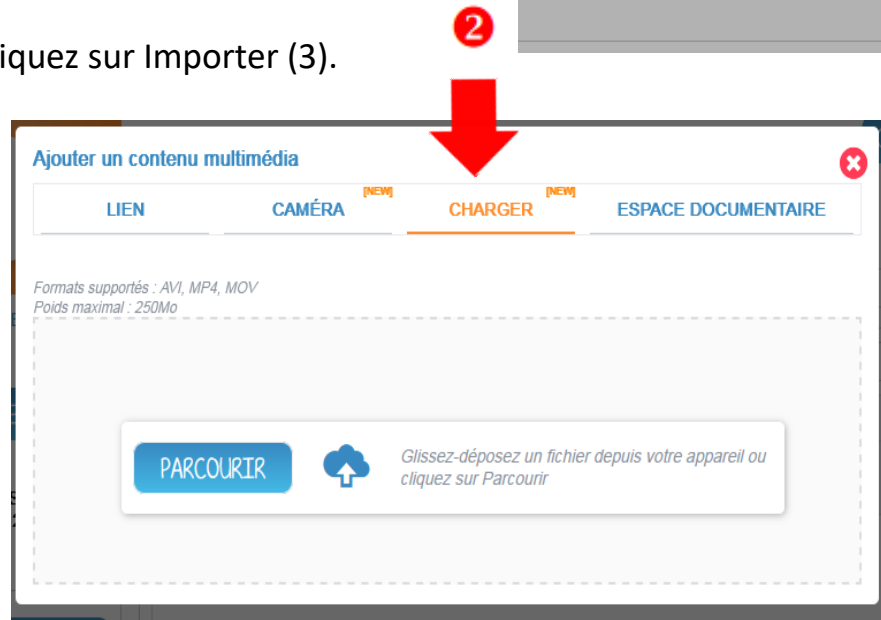 2
iquez sur Importer (3).
Ajouter un contenu multimédia
LIEN CAMÉRA [NEW] CHARGER [NEW] ESPACE DOCUMENTAIRE
Formats supportés : AVI, MP4, MOV
Poids maximal : 250Mo
PARCOURIR
Glissez-déposez un fichier depuis votre appareil ou
cliquez sur Parcourir